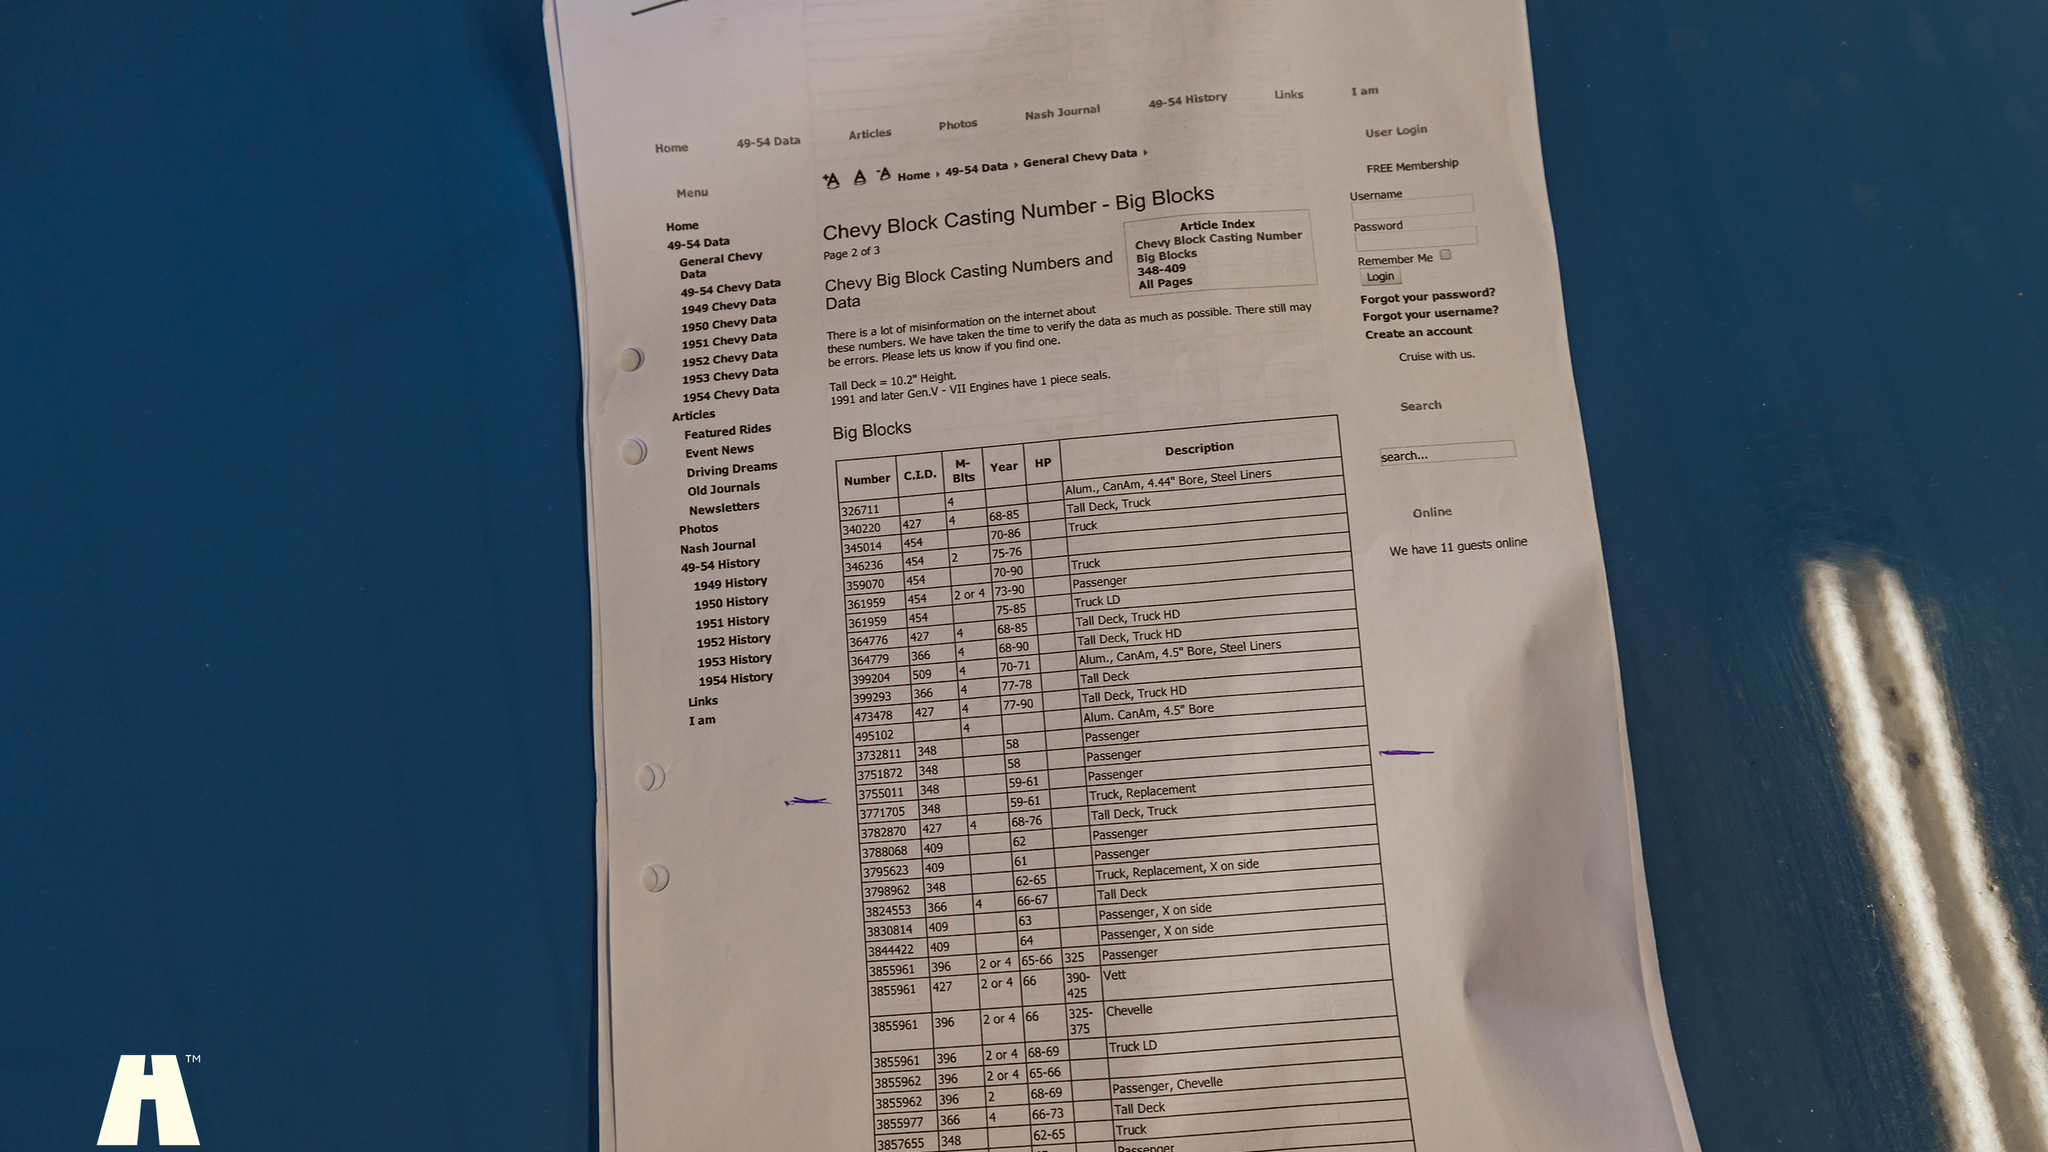 Home 49-54 Data Articles Photos Nash Journal 49-54 History Links I am
Menu
Home
49-54 Data
General Chevy
Data
49-54 Chevy Data
1949 Chevy Data
1950 Chevy Data
1951 Chevy Data
1952 Chevy Data
1953 Chevy Data
1954 Chevy Data
Articles
Featured Rides
Event News
Driving Dreams
Old Journals
Newsletters
Photos
Nash Journal
49-54 History
1949 History
1950 History
1951 History
1952 History
1953 History
1954 History
Links
I am
+A A -A Home › 49-54 Data › General Chevy Data ›
Chevy Block Casting Number - Big Blocks
Page 2 of 3
Article Index
Chevy Block Casting Number
Big Blocks
348-409
All Pages
Chevy Big Block Casting Numbers and
Data
There is a lot of misinformation on the internet about
these numbers. We have taken the time to verify the data as much as possible. There still may
be errors. Please lets us know if you find one.
Tall Deck = 10.2" Height.
1991 and later Gen.V - VII Engines have 1 piece seals.
Big Blocks
Number C.I.D. M-Blts Year HP Description
326711 4 Alum., CanAm, 4.44" Bore, Steel Liners
340220 427 4 68-85 Tall Deck, Truck
345014 454 70-86 Truck
346236 454 2 75-76
359070 454 70-90 Truck
361959 454 2 or 4 73-90 Passenger
361959 454 75-85 Truck LD
364776 427 4 68-85 Tall Deck, Truck HD
364779 366 4 68-90 Tall Deck, Truck HD
399204 509 4 70-71 Alum., CanAm, 4.5" Bore, Steel Liners
399293 366 4 77-78 Tall Deck
473478 427 4 77-90 Tall Deck, Truck HD
495102 4 Alum. CanAm, 4.5" Bore
3732811 348 58 Passenger
3751872 348 58 Passenger
3755011 348 59-61 Passenger
3771705 348 59-61 Truck, Replacement
3782870 427 4 68-76 Tall Deck, Truck
3788068 409 62 Passenger
3795623 409 61 Passenger
3798962 348 62-65 Truck, Replacement, X on side
3824553 366 4 66-67 Tall Deck
3830814 409 63 Passenger, X on side
3844422 409 64 Passenger, X on side
3855961 396 2 or 4 65-66 325 Passenger
3855961 427 2 or 4 66 390-425 Vett
3855961 396 2 or 4 66 325-375 Chevelle
3855961 396 2 or 4 68-69 Truck LD
3855962 396 2 or 4 65-66
3855962 396 2 68-69 Passenger, Chevelle
3855977 366 4 66-73 Tall Deck
3857655 348 62-65 Truck
Passenger
User Login
FREE Membership
Username
Password
Remember Me
Login
Forgot your password?
Forgot your username?
Create an account
Cruise with us.
Search
search...
Online
We have 11 guests online
H™